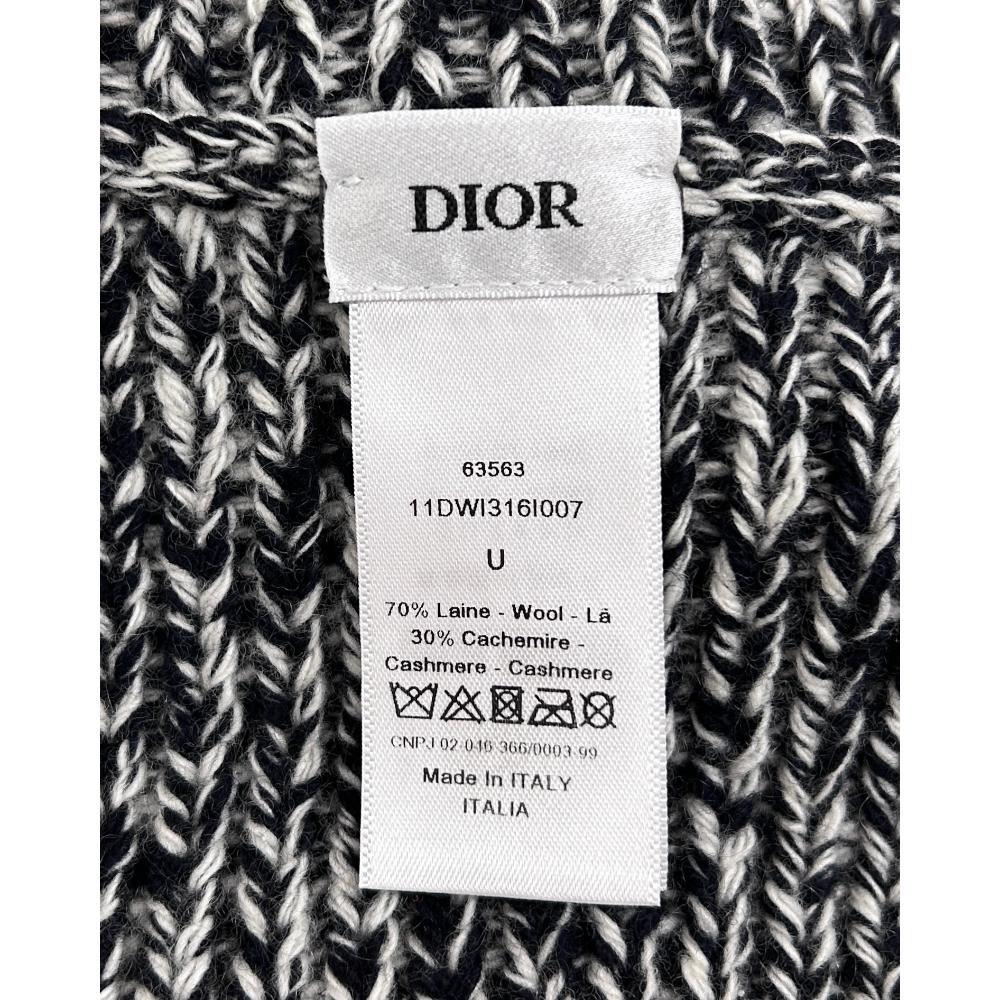 DIOR
63563
11DWI316I007
U
70% Laine - Wool - Lã
30% Cachemire -
Cashmere - Cashmere
CNPJ 02 046 366/0003-99
Made In ITALY
ITALIA